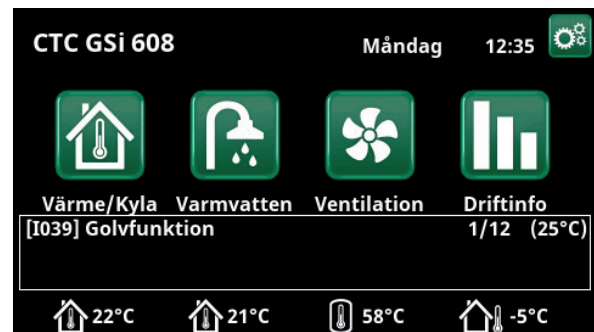 CTC GSi 608 Måndag 12:35
Värme/Kyla Varmvatten Ventilation Driftinfo
[I039] Golvfunktion 1/12 (25°C)
22°C 21°C 58°C -5°C